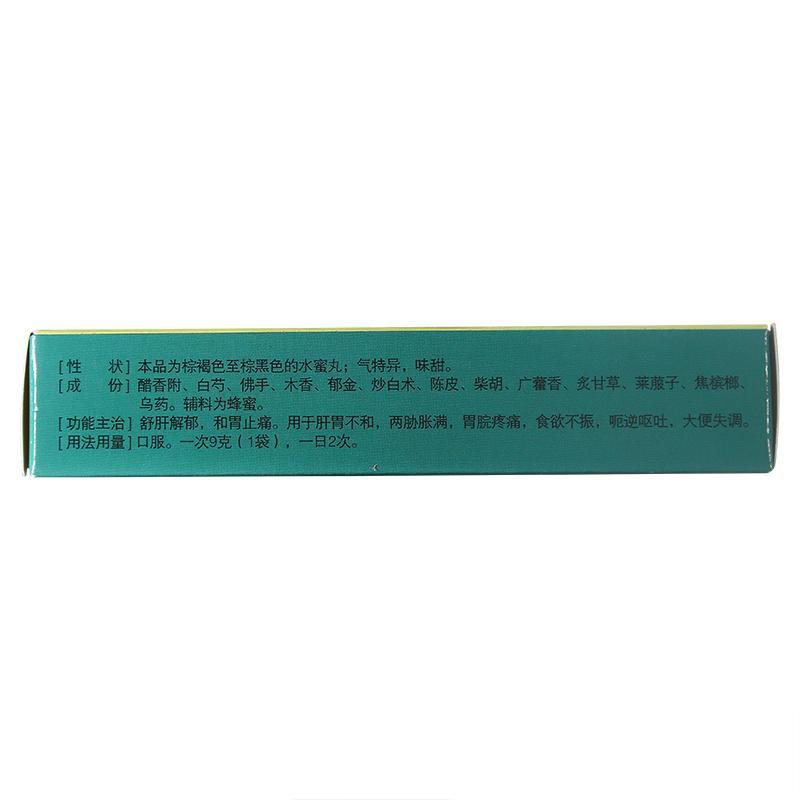 [性　状] 本品为棕褐色至棕黑色的水蜜丸；气特异，味甜。
[成　份] 醋香附、白芍、佛手、木香、郁金、炒白术、陈皮、柴胡、广藿香、炙甘草、莱菔子、焦槟榔、
乌药。辅料为蜂蜜。
[功能主治] 舒肝解郁，和胃止痛。用于肝胃不和，两胁胀满，胃脘疼痛，食欲不振，呃逆呕吐，大便失调。
[用法用量] 口服。一次9克（1袋），一日2次。